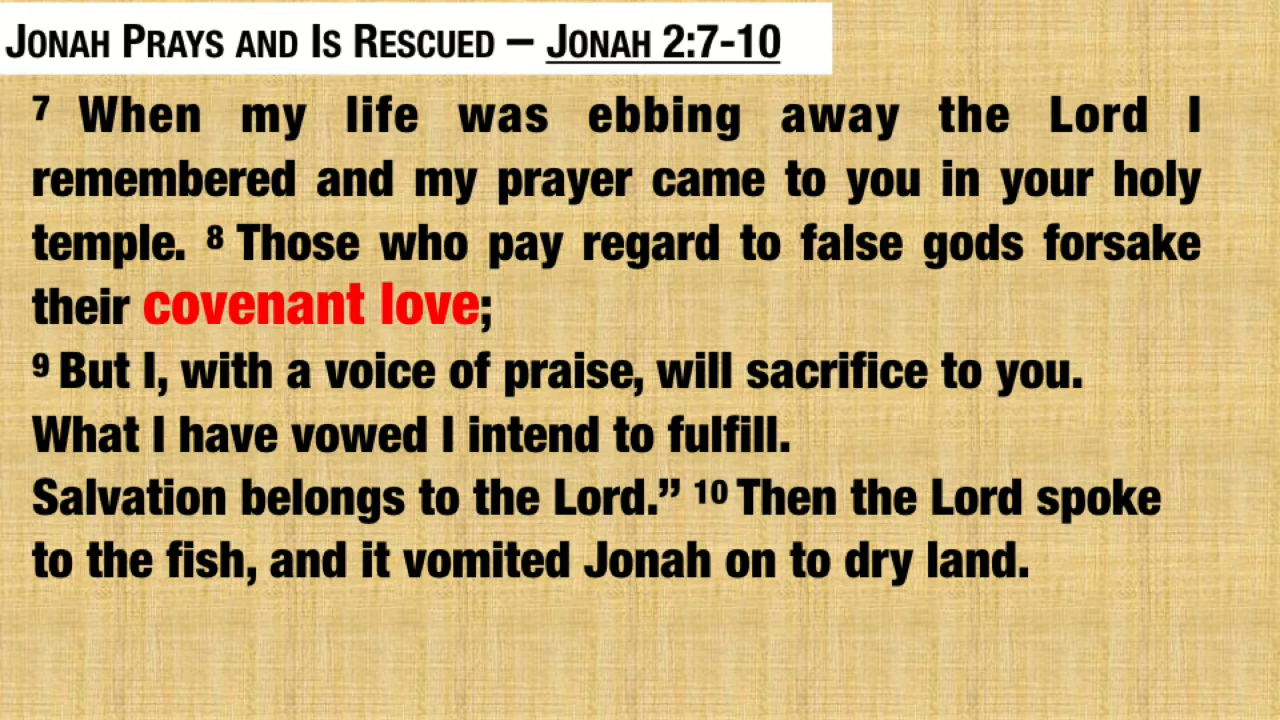 JONAH PRAYS AND IS RESCUED – JONAH 2:7-10
7 When my life was ebbing away the Lord I
remembered and my prayer came to you in your holy
temple. 8 Those who pay regard to false gods forsake
their covenant love;
9 But I, with a voice of praise, will sacrifice to you.
What I have vowed I intend to fulfill.
Salvation belongs to the Lord.” 10 Then the Lord spoke
to the fish, and it vomited Jonah on to dry land.